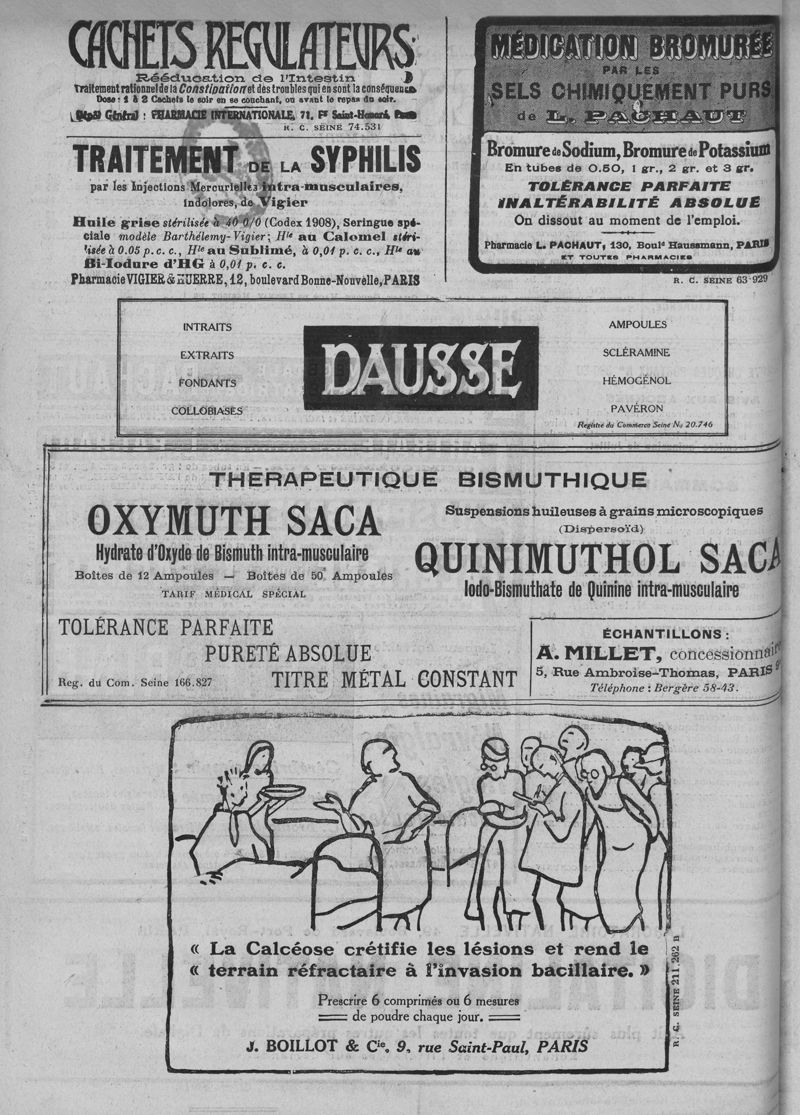 CACHETS REGULATEURS
Rééducation de l'Intestin
Traitement rationnel de la Constipation et des troubles qui en sont la conséquence
Dose : 1 à 2 Cachets le soir en se couchant, ou avant le repas du soir.
Dépôt Général : PHARMACIE INTERNATIONALE, 71, Fg Saint-Honoré, Paris
R. C. SEINE 74.531
TRAITEMENT DE LA SYPHILIS
par les Injections Mercurielles intra-musculaires,
indolores, de Vigier
Huile grise stérilisée à 40 0/0 (Codex 1908), Seringue spé-
ciale modèle Barthélemy-Vigier; Hle au Calomel stéri-
lisée à 0.05 p. c. c., Hle au Sublimé, à 0,01 p. c. c., Hle au
Bi-Iodure d'HG à 0,01 p. c. c.
Pharmacie VIGIER & HUERRE, 12, boulevard Bonne-Nouvelle, PARIS
MÉDICATION BROMURÉE
PAR LES
SELS CHIMIQUEMENT PURS
de L. PACHAUT
Bromure de Sodium, Bromure de Potassium
En tubes de 0.50, 1 gr., 2 gr. et 3 gr.
TOLÉRANCE PARFAITE
INALTÉRABILITÉ ABSOLUE
On dissout au moment de l'emploi.
Pharmacie L. PACHAUT, 130, Bould Haussmann, PARIS
ET TOUTES PHARMACIES
R. C. SEINE 63 929
INTRAITS
EXTRAITS
FONDANTS
COLLOBIASES
DAUSSE
AMPOULES
SCLÉRAMINE
HÉMOGÉNOL
PAVÉRON
Registre du Commerce Seine No 20.746
THERAPEUTIQUE BISMUTHIQUE
OXYMUTH SACA
Hydrate d'Oxyde de Bismuth intra-musculaire
Boîtes de 12 Ampoules — Boîtes de 50 Ampoules
TARIF MÉDICAL SPÉCIAL
Suspensions huileuses à grains microscopiques
(Dispersoïd)
QUINIMUTHOL SACA
Iodo-Bismuthate de Quinine intra-musculaire
TOLÉRANCE PARFAITE
PURETÉ ABSOLUE
Reg. du Com. Seine 166.827 TITRE MÉTAL CONSTANT
ÉCHANTILLONS :
A. MILLET, concessionnaire
5, Rue Ambroise-Thomas, PARIS 9e
Téléphone : Bergère 58-43.
« La Calcéose crétifie les lésions et rend le
« terrain réfractaire à l'invasion bacillaire. »
Prescrire 6 comprimés ou 6 mesures
de poudre chaque jour.
J. BOILLOT & Cie, 9, rue Saint-Paul, PARIS
R. C. SEINE 211.262 B